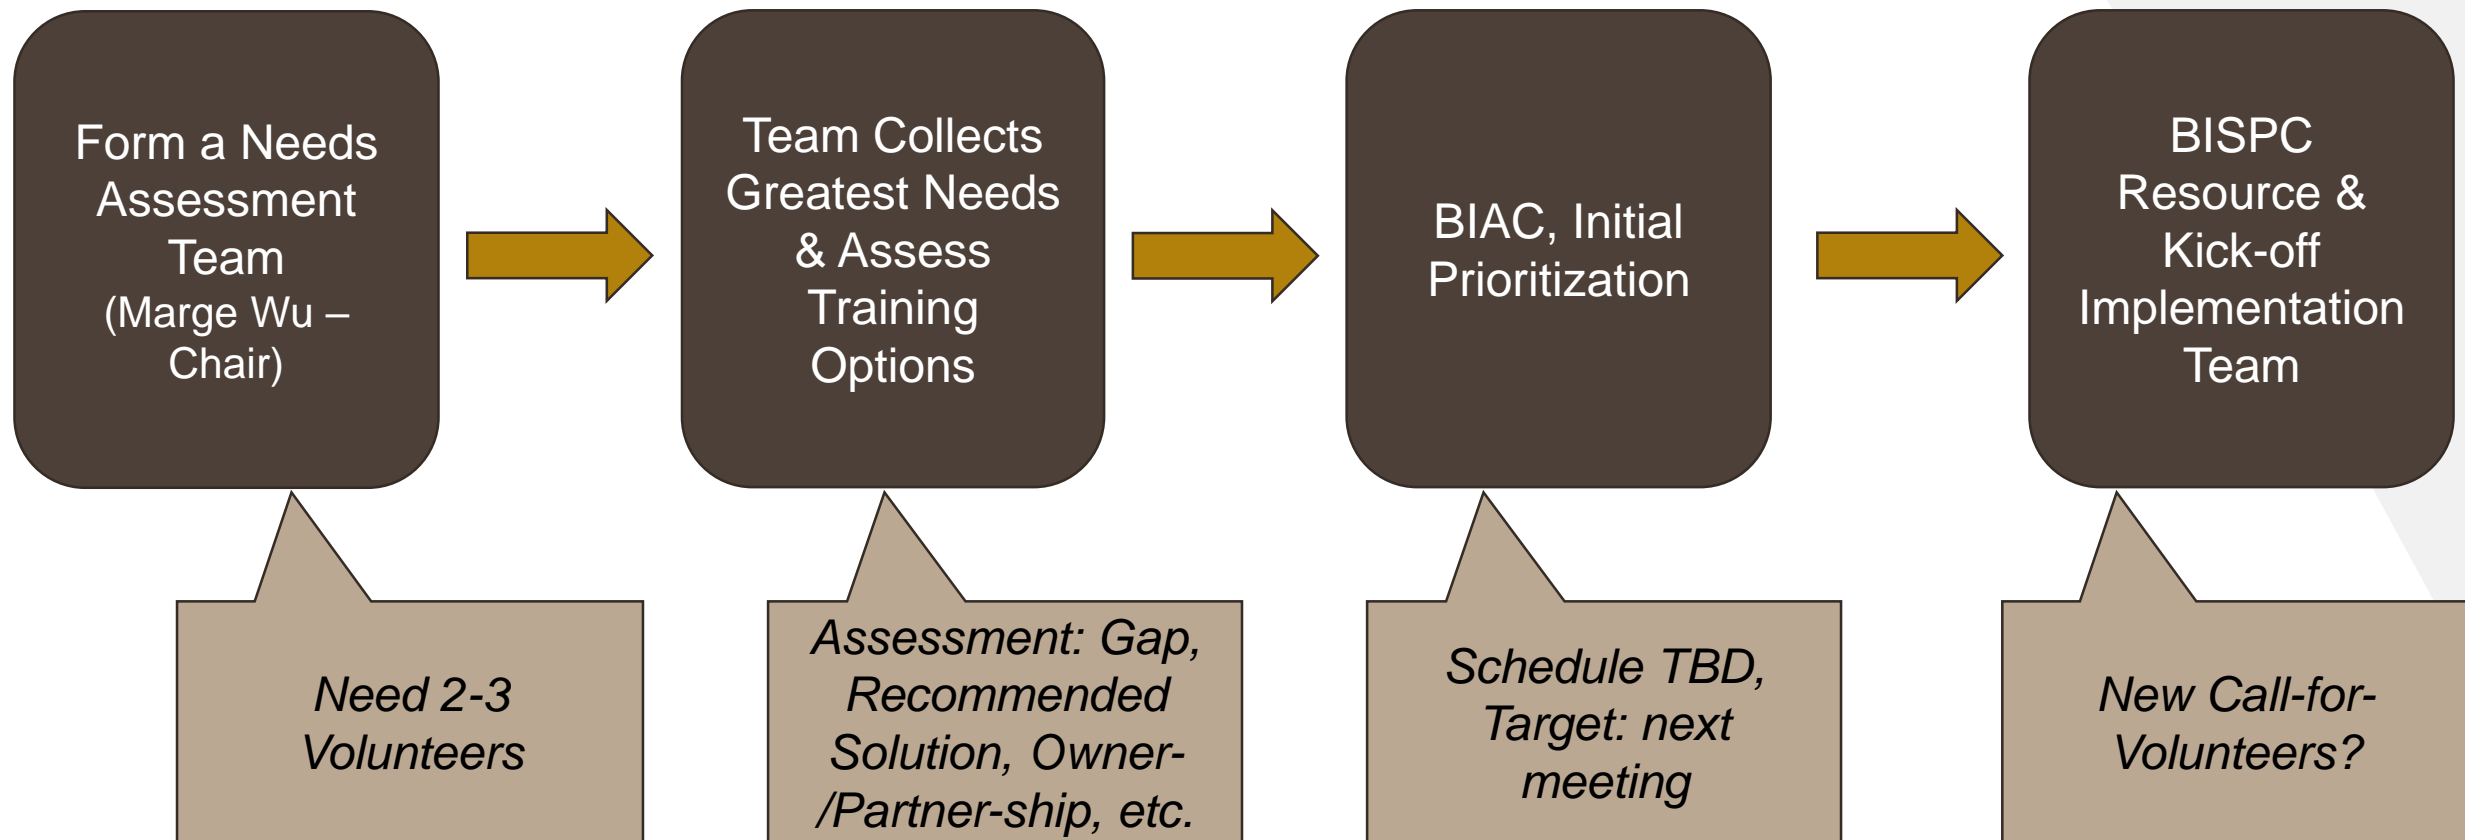 Form a Needs
Assessment
Team
(Marge Wu –
Chair)
Team Collects
Greatest Needs
& Assess
Training
Options
BIAC, Initial
Prioritization
BISPC
Resource &
Kick-off
Implementation
Team
Need 2-3
Volunteers
Assessment: Gap,
Recommended
Solution, Owner-
/Partner-ship, etc.
Schedule TBD,
Target: next
meeting
New Call-for-
Volunteers?